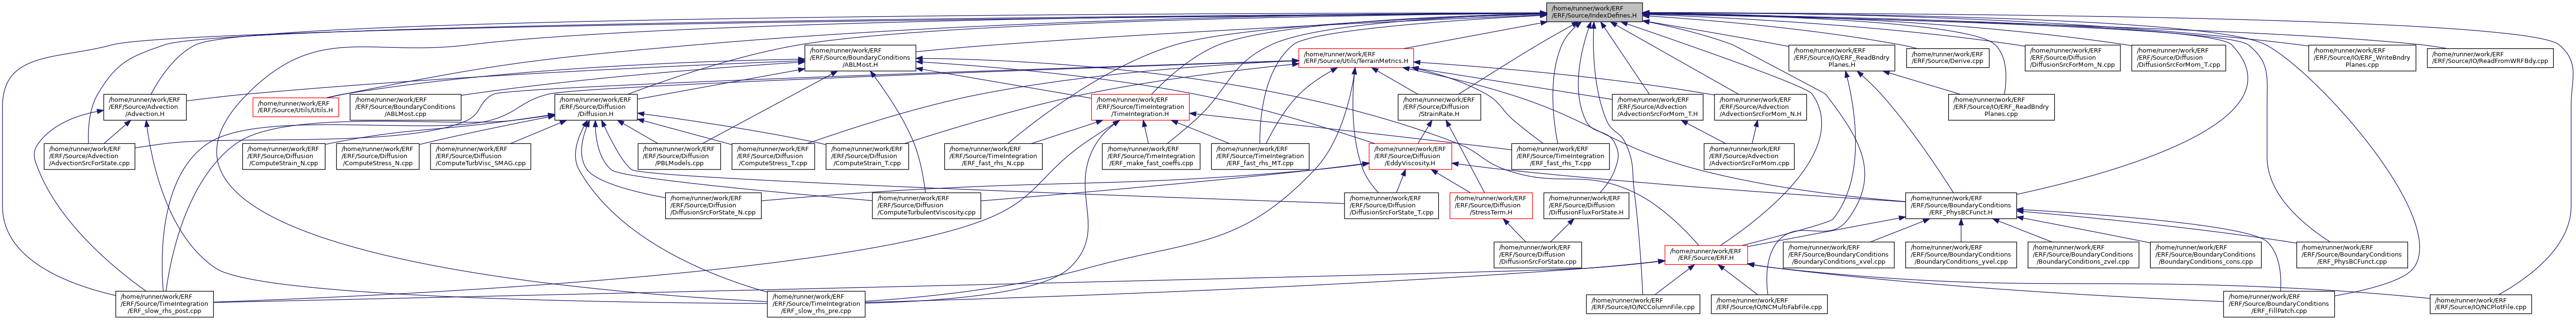 /home/runner/work/ERF
/ERF/Source/IndexDefines.H
/home/runner/work/ERF
/ERF/Source/BoundaryConditions
/ABLMost.H
/home/runner/work/ERF
/ERF/Source/Utils/TerrainMetrics.H
/home/runner/work/ERF
/ERF/Source/IO/ERF_ReadBndry
Planes.H
/home/runner/work/ERF
/ERF/Source/Derive.cpp
/home/runner/work/ERF
/ERF/Source/Diffusion
/DiffusionSrcForMom_N.cpp
/home/runner/work/ERF
/ERF/Source/Diffusion
/DiffusionSrcForMom_T.cpp
/home/runner/work/ERF
/ERF/Source/IO/ERF_WriteBndry
Planes.cpp
/home/runner/work/ERF
/ERF/Source/IO/ReadFromWRFBdy.cpp
/home/runner/work/ERF
/ERF/Source/Advection
/Advection.H
/home/runner/work/ERF
/ERF/Source/Utils/Utils.H
/home/runner/work/ERF
/ERF/Source/BoundaryConditions
/ABLMost.cpp
/home/runner/work/ERF
/ERF/Source/Diffusion
/Diffusion.H
/home/runner/work/ERF
/ERF/Source/TimeIntegration
/TimeIntegration.H
/home/runner/work/ERF
/ERF/Source/Diffusion
/StrainRate.H
/home/runner/work/ERF
/ERF/Source/Advection
/AdvectionSrcForMom_T.H
/home/runner/work/ERF
/ERF/Source/Advection
/AdvectionSrcForMom_N.H
/home/runner/work/ERF
/ERF/Source/IO/ERF_ReadBndry
Planes.cpp
/home/runner/work/ERF
/ERF/Source/Advection
/AdvectionSrcForState.cpp
/home/runner/work/ERF
/ERF/Source/Diffusion
/ComputeStrain_N.cpp
/home/runner/work/ERF
/ERF/Source/Diffusion
/ComputeStress_N.cpp
/home/runner/work/ERF
/ERF/Source/Diffusion
/ComputeTurbVisc_SMAG.cpp
/home/runner/work/ERF
/ERF/Source/Diffusion
/PBLModels.cpp
/home/runner/work/ERF
/ERF/Source/Diffusion
/ComputeStress_T.cpp
/home/runner/work/ERF
/ERF/Source/Diffusion
/ComputeStrain_T.cpp
/home/runner/work/ERF
/ERF/Source/TimeIntegration
/ERF_fast_rhs_N.cpp
/home/runner/work/ERF
/ERF/Source/TimeIntegration
/ERF_make_fast_coeffs.cpp
/home/runner/work/ERF
/ERF/Source/TimeIntegration
/ERF_fast_rhs_MT.cpp
/home/runner/work/ERF
/ERF/Source/Diffusion
/EddyViscosity.H
/home/runner/work/ERF
/ERF/Source/TimeIntegration
/ERF_fast_rhs_T.cpp
/home/runner/work/ERF
/ERF/Source/Advection
/AdvectionSrcForMom.cpp
/home/runner/work/ERF
/ERF/Source/Diffusion
/DiffusionSrcForState_N.cpp
/home/runner/work/ERF
/ERF/Source/Diffusion
/ComputeTurbulentViscosity.cpp
/home/runner/work/ERF
/ERF/Source/Diffusion
/DiffusionSrcForState_T.cpp
/home/runner/work/ERF
/ERF/Source/Diffusion
/StressTerm.H
/home/runner/work/ERF
/ERF/Source/Diffusion
/DiffusionFluxForState.H
/home/runner/work/ERF
/ERF/Source/BoundaryConditions
/ERF_PhysBCFunct.H
/home/runner/work/ERF
/ERF/Source/Diffusion
/DiffusionSrcForState.cpp
/home/runner/work/ERF
/ERF/Source/ERF.H
/home/runner/work/ERF
/ERF/Source/BoundaryConditions
/BoundaryConditions_xvel.cpp
/home/runner/work/ERF
/ERF/Source/BoundaryConditions
/BoundaryConditions_yvel.cpp
/home/runner/work/ERF
/ERF/Source/BoundaryConditions
/BoundaryConditions_zvel.cpp
/home/runner/work/ERF
/ERF/Source/BoundaryConditions
/BoundaryConditions_cons.cpp
/home/runner/work/ERF
/ERF/Source/BoundaryConditions
/ERF_PhysBCFunct.cpp
/home/runner/work/ERF
/ERF/Source/TimeIntegration
/ERF_slow_rhs_post.cpp
/home/runner/work/ERF
/ERF/Source/TimeIntegration
/ERF_slow_rhs_pre.cpp
/home/runner/work/ERF
/ERF/Source/IO/NCColumnFile.cpp
/home/runner/work/ERF
/ERF/Source/IO/NCMultiFabFile.cpp
/home/runner/work/ERF
/ERF/Source/BoundaryConditions
/ERF_FillPatch.cpp
/home/runner/work/ERF
/ERF/Source/IO/NCPlotFile.cpp